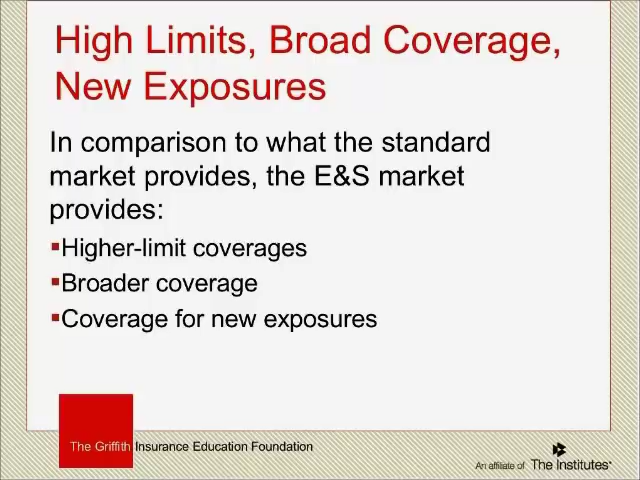 High Limits, Broad Coverage,
New Exposures
In comparison to what the standard
market provides, the E&S market
provides:
▪Higher-limit coverages
▪Broader coverage
▪Coverage for new exposures
The Griffith Insurance Education Foundation
An affiliate of The Institutes